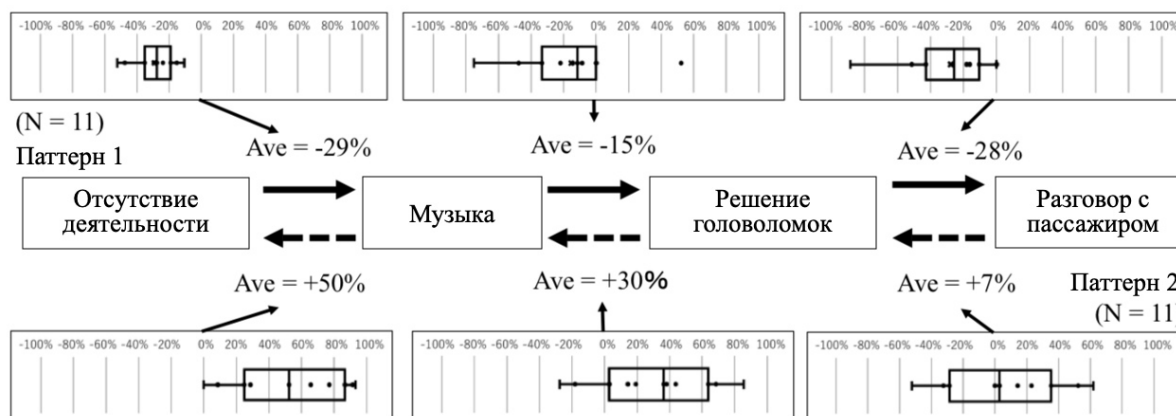 -100% -80% -60% -40% -20% 0% 20% 40% 60% 80% 100%
-100% -80% -60% -40% -20% 0% 20% 40% 60% 80% 100%
-100% -80% -60% -40% -20% 0% 20% 40% 60% 80% 100%
(N = 11)
Паттерн 1
Ave = -29%
Ave = -15%
Ave = -28%
Отсутствие
деятельности
Музыка
Решение
головоломок
Разговор с
пассажиром
Ave = +50%
Ave = +30%
Ave = +7%
Паттерн 2
(N = 11
-100% -80% -60% -40% -20% 0% 20% 40% 60% 80% 100%
-100% -80% -60% -40% -20% 0% 20% 40% 60% 80% 100%
-100% -80% -60% -40% -20% 0% 20% 40% 60% 80% 100%